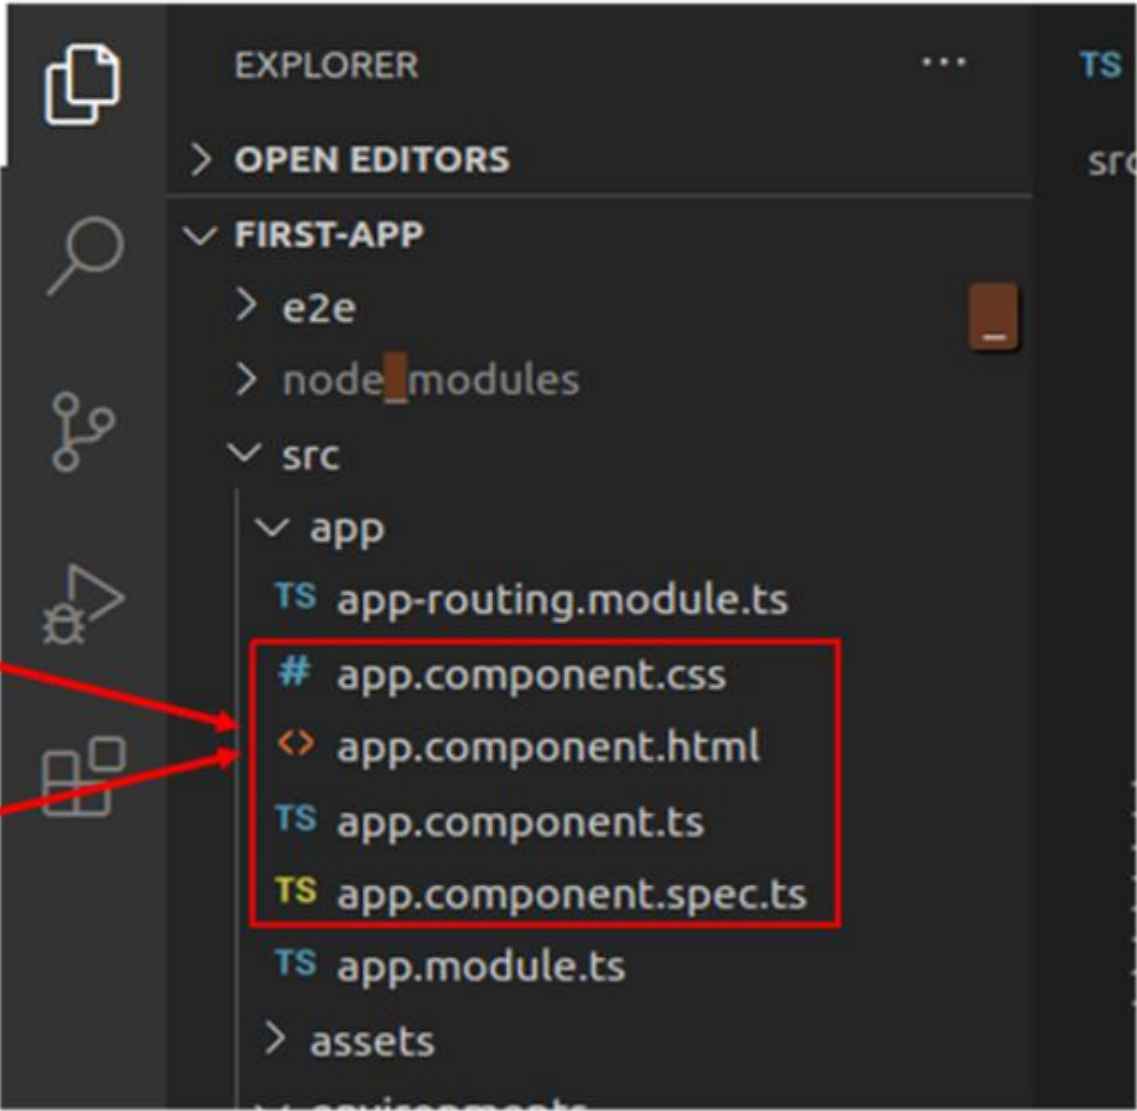 EXPLORER ... TS
OPEN EDITORS
src
FIRST-APP
e2e
node_modules
src
app
TS app-routing.module.ts
# app.component.css
<> app.component.html
TS app.component.ts
TS app.component.spec.ts
TS app.module.ts
assets
environments